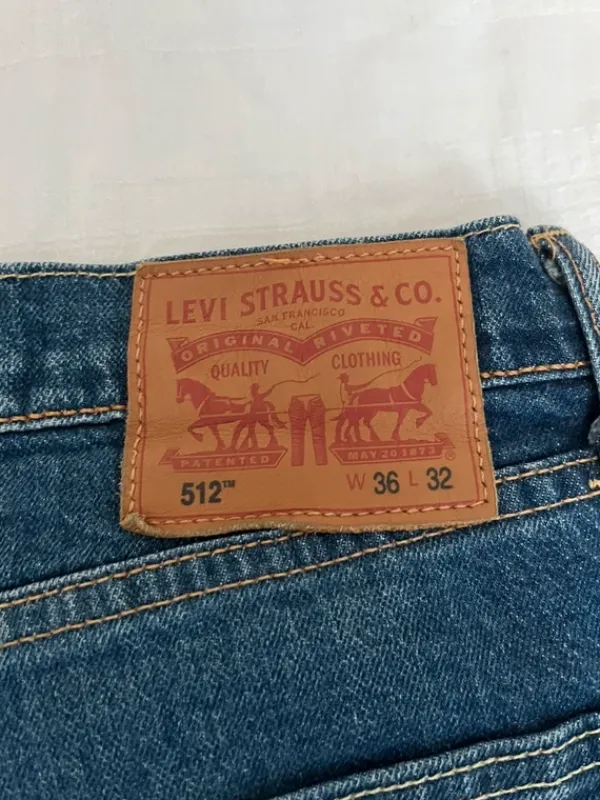 LEVI STRAUSS & CO.
SAN FRANCISCO
CAL
ORIGINAL RIVETED
QUALITY CLOTHING
PATENTED MAY 20 1873
512™ W 36 L 32